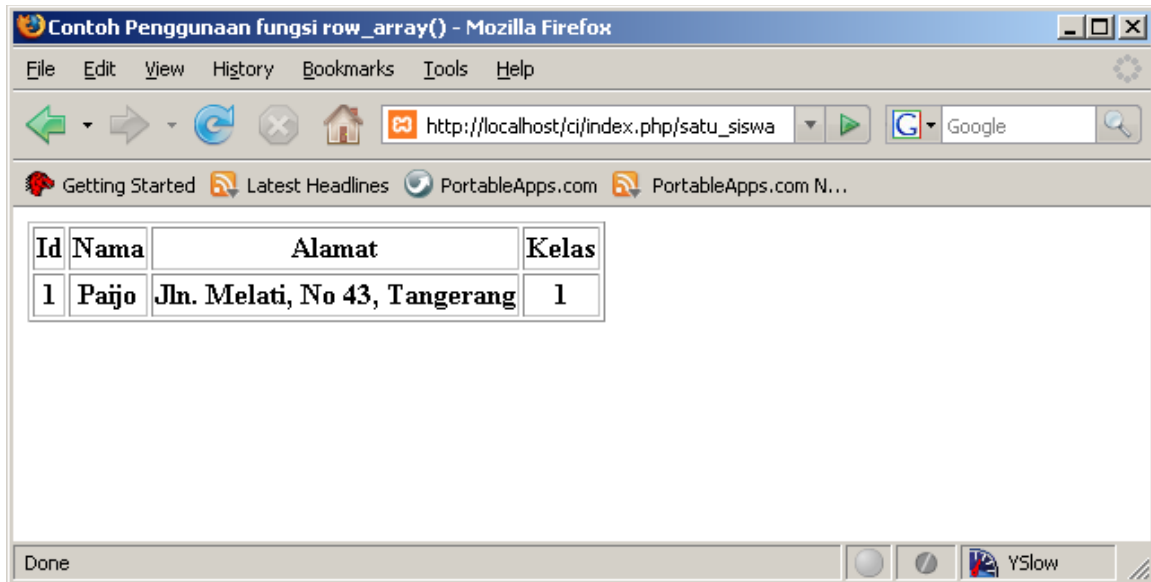 Contoh Penggunaan fungsi row_array() - Mozilla Firefox
File Edit View History Bookmarks Tools Help
http://localhost/ci/index.php/satu_siswa G Google
Getting Started Latest Headlines PortableApps.com PortableApps.com N...
Id Nama Alamat Kelas
1 Paijo Jln. Melati, No 43, Tangerang 1
Done YSlow